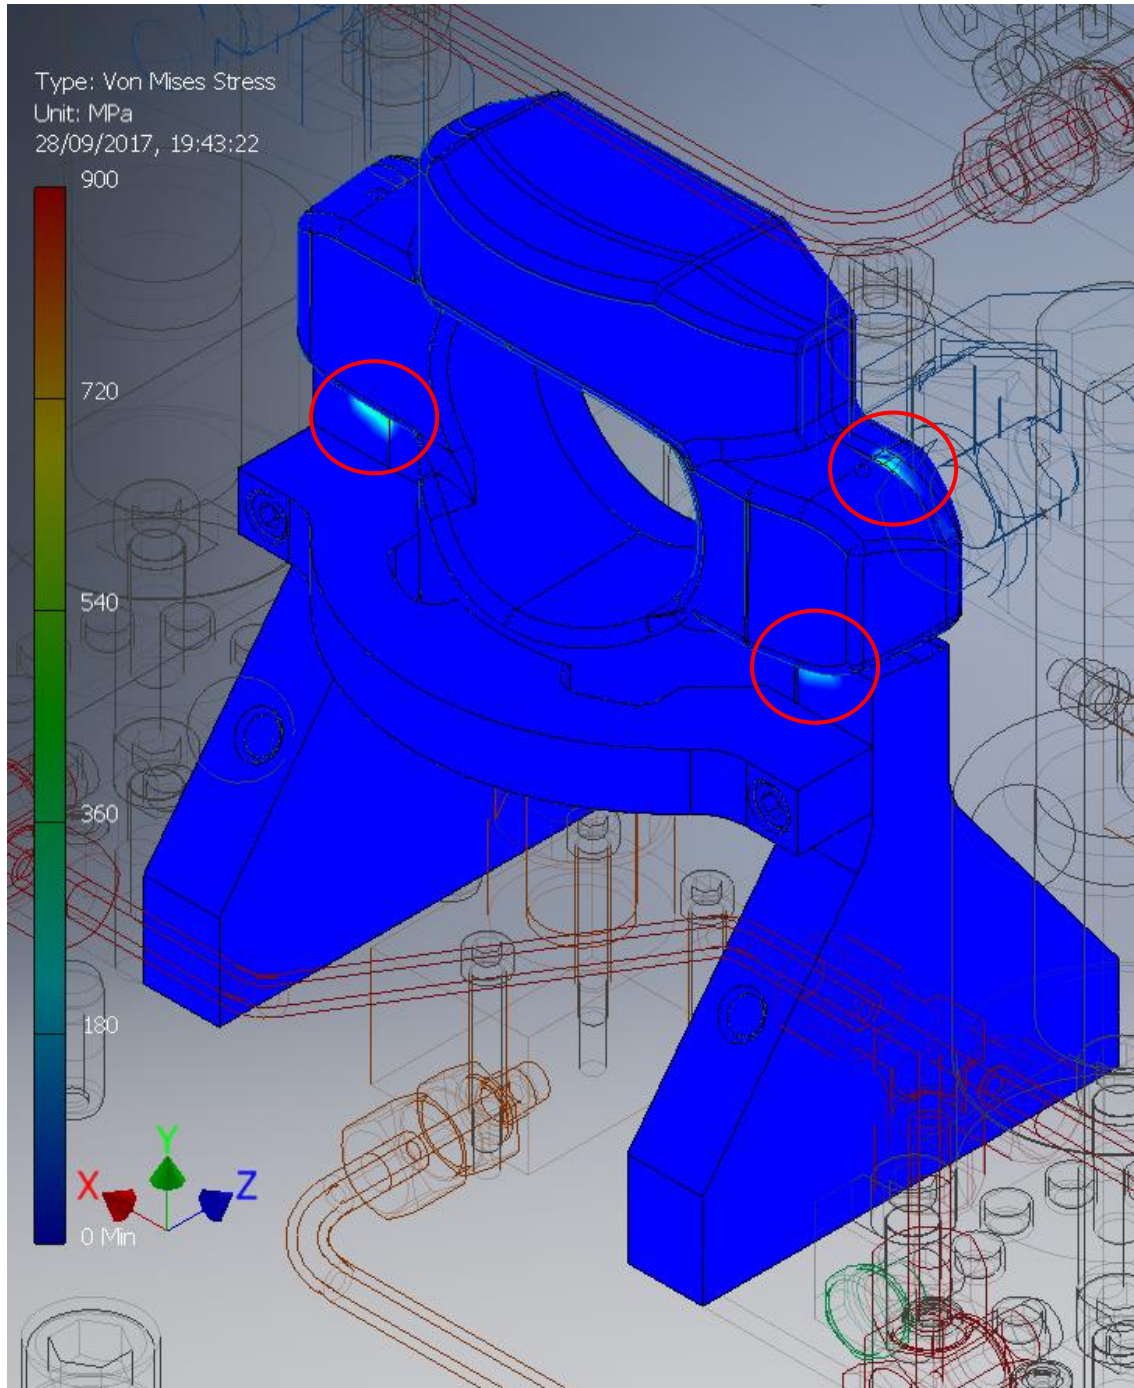 Type: Von Mises Stress
Unit: MPa
28/09/2017, 19:43:22
900
720
540
360
180
0 Min
Y
X
Z